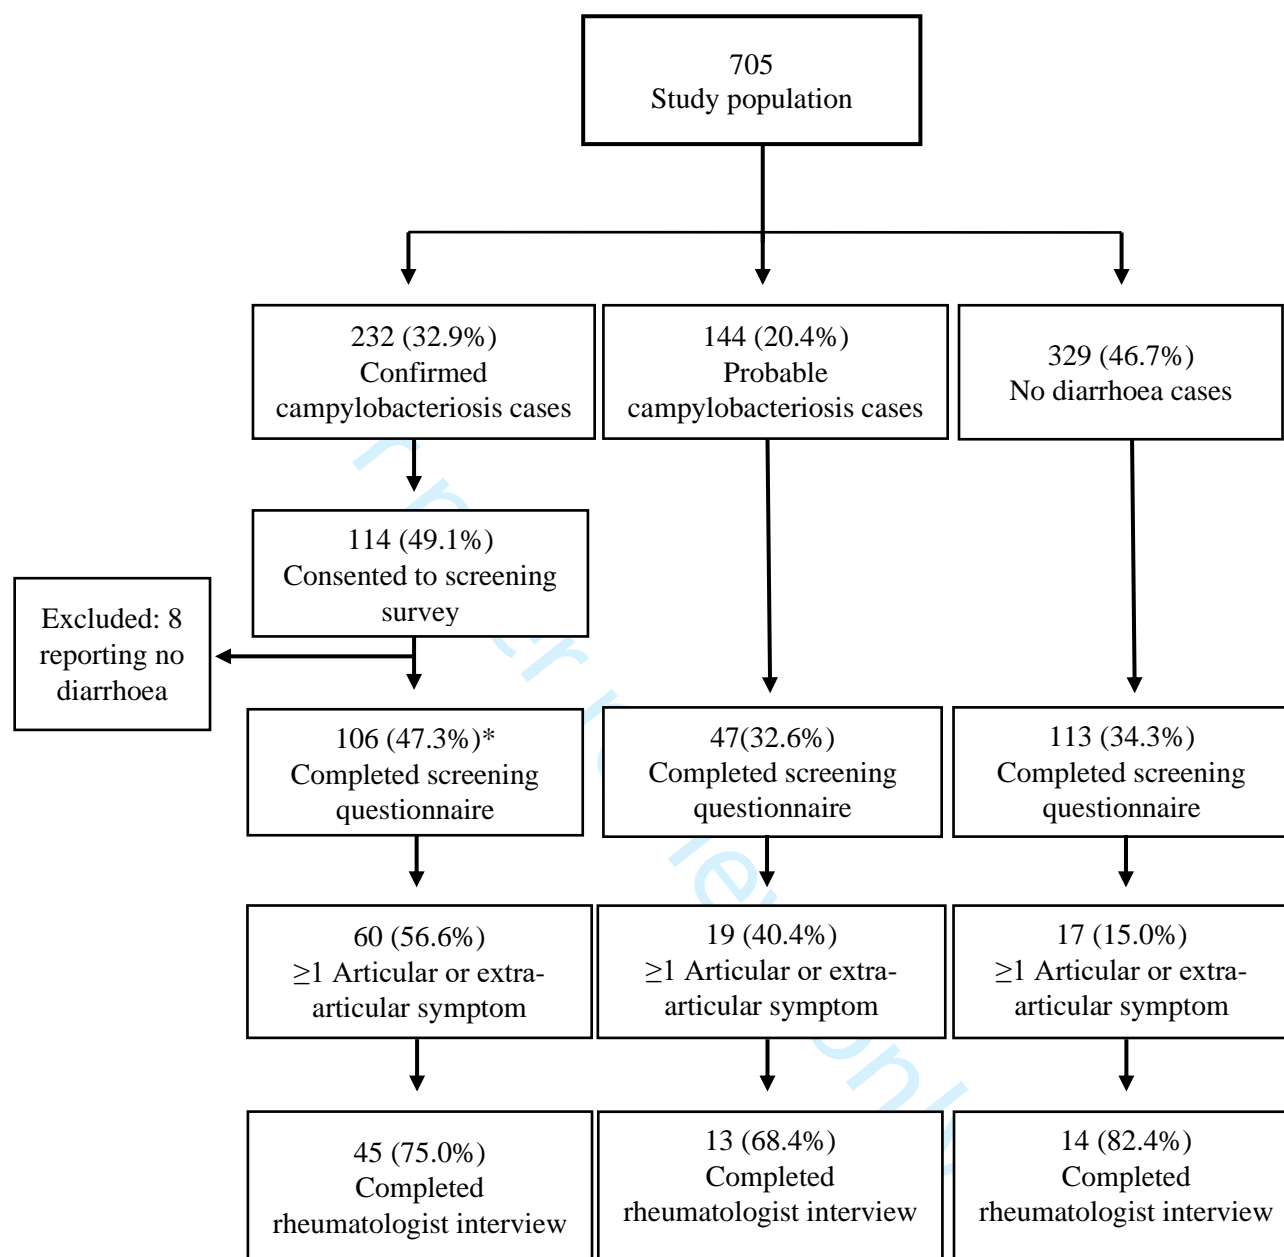 705
Study population
232 (32.9%)
Confirmed
campylobacteriosis cases
144 (20.4%)
Probable
campylobacteriosis cases
329 (46.7%)
No diarrhoea cases
114 (49.1%)
Consented to screening
survey
Excluded: 8
reporting no
diarrhoea
106 (47.3%)*
Completed screening
questionnaire
47(32.6%)
Completed screening
questionnaire
113 (34.3%)
Completed screening
questionnaire
60 (56.6%)
≥1 Articular or extra-
articular symptom
19 (40.4%)
≥1 Articular or extra-
articular symptom
17 (15.0%)
≥1 Articular or extra-
articular symptom
45 (75.0%)
Completed
rheumatologist interview
13 (68.4%)
Completed
rheumatologist interview
14 (82.4%)
Completed
rheumatologist interview